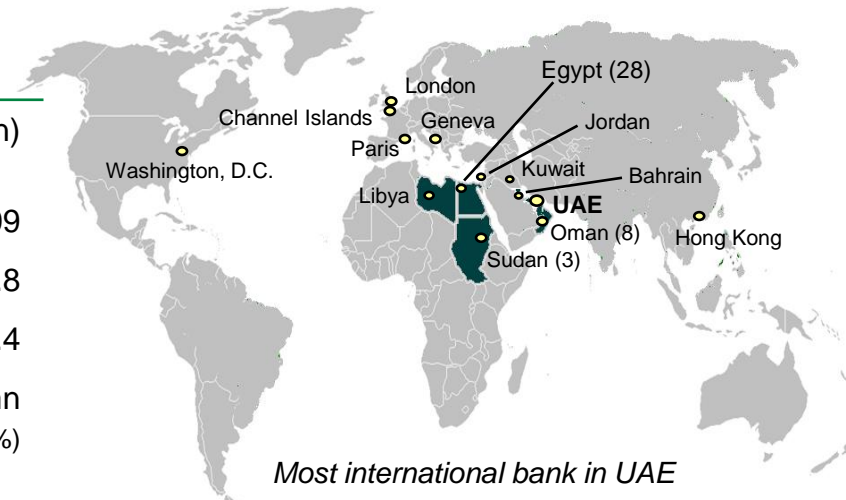 London
Egypt (28)
Channel Islands
Geneva
Jordan
Paris
Washington, D.C.
Kuwait
Bahrain
Libya
UAE
Oman (8)
Hong Kong
Sudan (3)
Most international bank in UAE